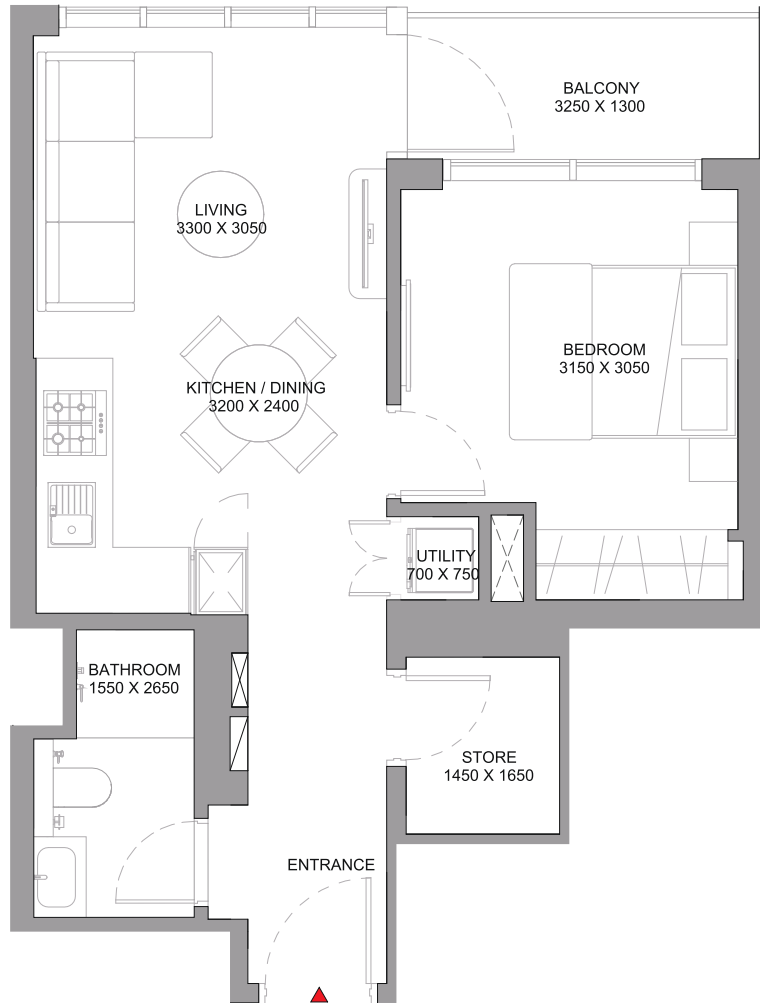 BALCONY
3250 X 1300
LIVING
3300 X 3050
BEDROOM
3150 X 3050
KITCHEN / DINING
3200 X 2400
UTILITY
700 X 750
BATHROOM
1550 X 2650
STORE
1450 X 1650
ENTRANCE